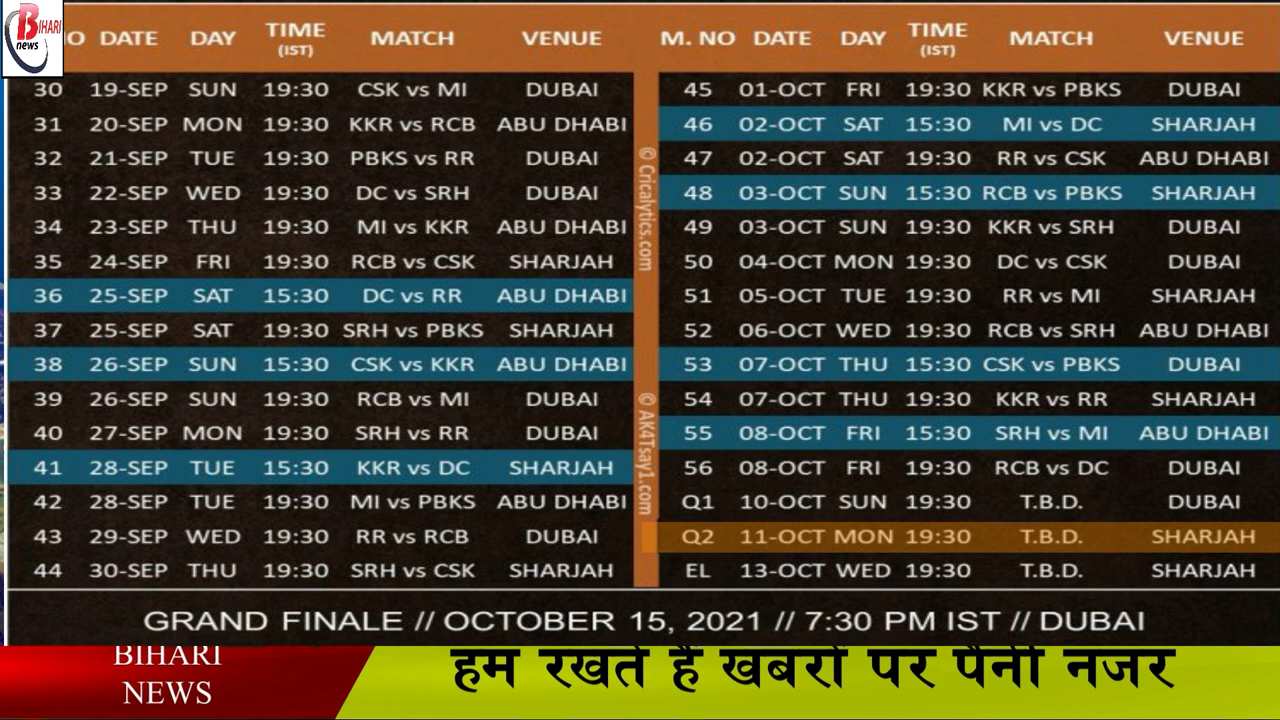 BIHARI
news
O DATE DAY TIME (IST) MATCH VENUE
30 19-SEP SUN 19:30 CSK vs MI DUBAI
31 20-SEP MON 19:30 KKR vs RCB ABU DHABI
32 21-SEP TUE 19:30 PBKS vs RR DUBAI
33 22-SEP WED 19:30 DC vs SRH DUBAI
34 23-SEP THU 19:30 MI vs KKR ABU DHABI
35 24-SEP FRI 19:30 RCB vs CSK SHARJAH
36 25-SEP SAT 15:30 DC vs RR ABU DHABI
37 25-SEP SAT 19:30 SRH vs PBKS SHARJAH
38 26-SEP SUN 15:30 CSK vs KKR ABU DHABI
39 26-SEP SUN 19:30 RCB vs MI DUBAI
40 27-SEP MON 19:30 SRH vs RR DUBAI
41 28-SEP TUE 15:30 KKR vs DC SHARJAH
42 28-SEP TUE 19:30 MI vs PBKS ABU DHABI
43 29-SEP WED 19:30 RR vs RCB DUBAI
44 30-SEP THU 19:30 SRH vs CSK SHARJAH
© Cricalytics.com
© AK4Tsay1.com
M. NO DATE DAY TIME (IST) MATCH VENUE
45 01-OCT FRI 19:30 KKR vs PBKS DUBAI
46 02-OCT SAT 15:30 MI vs DC SHARJAH
47 02-OCT SAT 19:30 RR vs CSK ABU DHABI
48 03-OCT SUN 15:30 RCB vs PBKS SHARJAH
49 03-OCT SUN 19:30 KKR vs SRH DUBAI
50 04-OCT MON 19:30 DC vs CSK DUBAI
51 05-OCT TUE 19:30 RR vs MI SHARJAH
52 06-OCT WED 19:30 RCB vs SRH ABU DHABI
53 07-OCT THU 15:30 CSK vs PBKS DUBAI
54 07-OCT THU 19:30 KKR vs RR SHARJAH
55 08-OCT FRI 15:30 SRH vs MI ABU DHABI
56 08-OCT FRI 19:30 RCB vs DC DUBAI
Q1 10-OCT SUN 19:30 T.B.D. DUBAI
Q2 11-OCT MON 19:30 T.B.D. SHARJAH
EL 13-OCT WED 19:30 T.B.D. SHARJAH
GRAND FINALE // OCTOBER 15, 2021 // 7:30 PM IST // DUBAI
BIHARI
NEWS
हम रखते हैं खबरों पर पैनी नजर